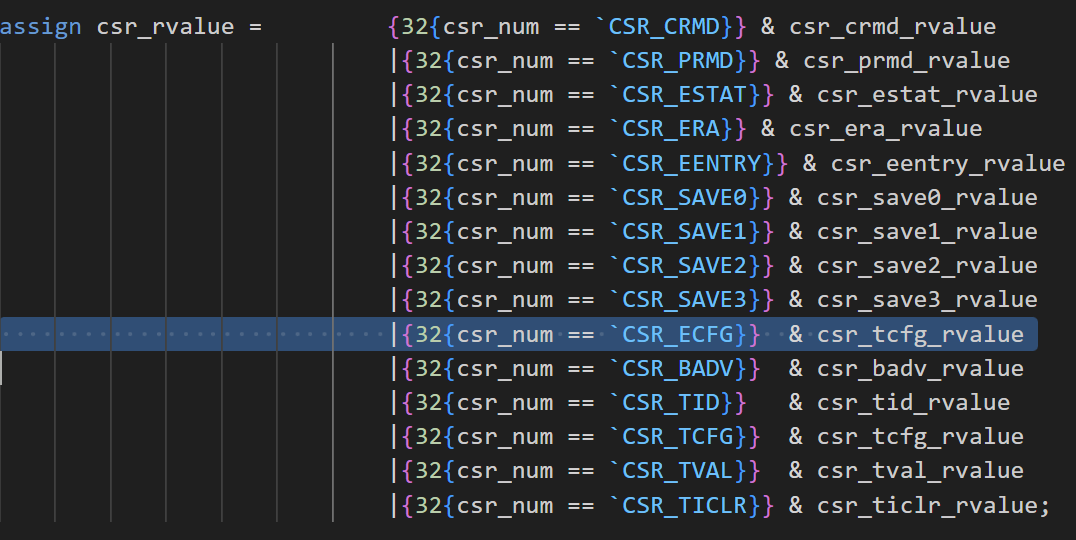 assign csr_rvalue = {32{csr_num == `CSR_CRMD}} & csr_crmd_rvalue
|{32{csr_num == `CSR_PRMD}} & csr_prmd_rvalue
|{32{csr_num == `CSR_ESTAT}} & csr_estat_rvalue
|{32{csr_num == `CSR_ERA}} & csr_era_rvalue
|{32{csr_num == `CSR_EENTRY}} & csr_eentry_rvalue
|{32{csr_num == `CSR_SAVE0}} & csr_save0_rvalue
|{32{csr_num == `CSR_SAVE1}} & csr_save1_rvalue
|{32{csr_num == `CSR_SAVE2}} & csr_save2_rvalue
|{32{csr_num == `CSR_SAVE3}} & csr_save3_rvalue
|{32{csr_num == `CSR_ECFG}} & csr_tcfg_rvalue
|{32{csr_num == `CSR_BADV}} & csr_badv_rvalue
|{32{csr_num == `CSR_TID}} & csr_tid_rvalue
|{32{csr_num == `CSR_TCFG}} & csr_tcfg_rvalue
|{32{csr_num == `CSR_TVAL}} & csr_tval_rvalue
|{32{csr_num == `CSR_TICLR}} & csr_ticlr_rvalue;